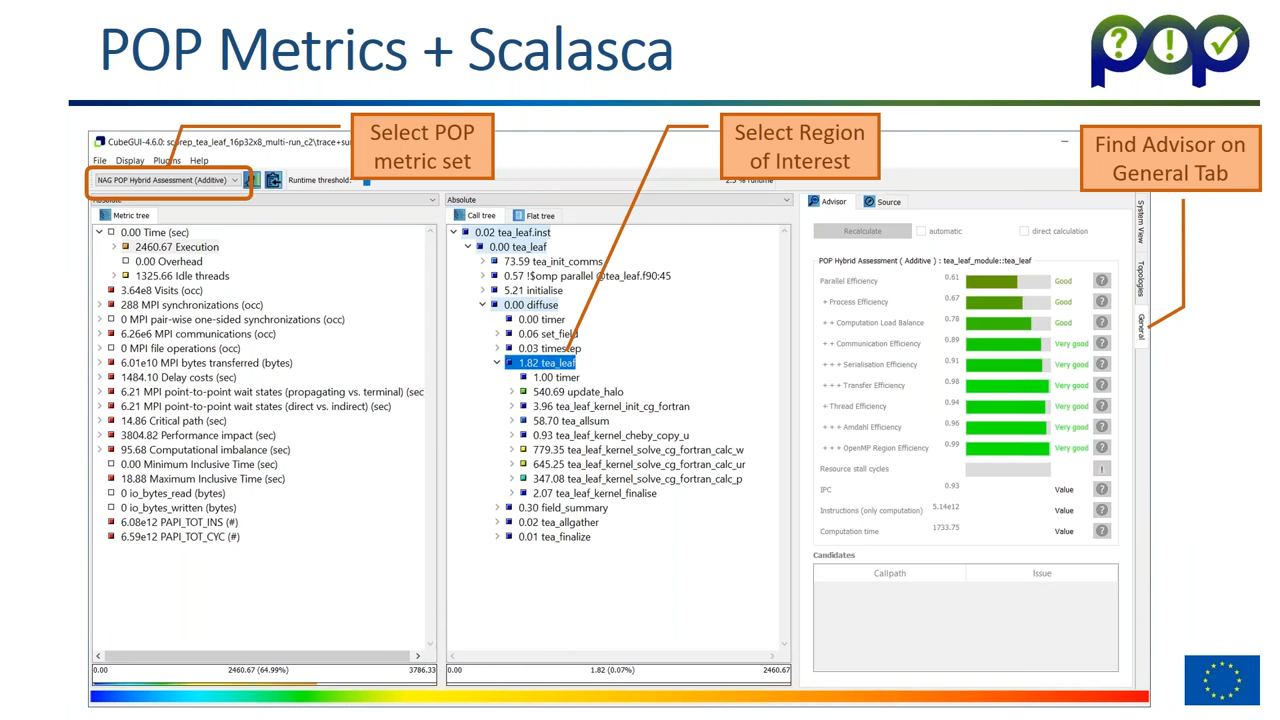 POP Metrics + Scalasca
pop
Select POP
metric set
Select Region
of Interest
Find Advisor on
General Tab
CubeGUI-4.6.0: scorep_tea_leaf_16p32x8_multi-run_c2\trace+su
File Display Plugins Help
NAG POP Hybrid Assessment (Additive)
Runtime threshold:
Absolute
Metric tree
0.00 Time (sec)
2460.67 Execution
0.00 Overhead
1325.66 Idle threads
3.64e8 Visits (occ)
288 MPI synchronizations (occ)
0 MPI pair-wise one-sided synchronizations (occ)
6.26e6 MPI communications (occ)
0 MPI file operations (occ)
6.01e10 MPI bytes transferred (bytes)
1484.10 Delay costs (sec)
6.21 MPI point-to-point wait states (propagating vs. terminal) (sec
6.21 MPI point-to-point wait states (direct vs. indirect) (sec)
14.86 Critical path (sec)
3804.82 Performance impact (sec)
95.68 Computational imbalance (sec)
0.00 Minimum Inclusive Time (sec)
18.88 Maximum Inclusive Time (sec)
0 io_bytes_read (bytes)
0 io_bytes_written (bytes)
6.08e12 PAPI_TOT_INS (#)
6.59e12 PAPI_TOT_CYC (#)
0.00 2460.67 (64.99%) 3786.33
Absolute
Call tree Flat tree
0.02 tea_leaf.inst
0.00 tea_leaf
73.59 tea_init_comms
0.57 !$omp parallel @tea_leaf.f90:45
5.21 initialise
0.00 diffuse
0.00 timer
0.06 set_field
0.03 timestep
1.82 tea_leaf
1.00 timer
540.69 update_halo
3.96 tea_leaf_kernel_init_cg_fortran
58.70 tea_allsum
0.93 tea_leaf_kernel_cheby_copy_u
779.35 tea_leaf_kernel_solve_cg_fortran_calc_w
645.25 tea_leaf_kernel_solve_cg_fortran_calc_ur
347.08 tea_leaf_kernel_solve_cg_fortran_calc_p
2.07 tea_leaf_kernel_finalise
0.30 field_summary
0.02 tea_allgather
0.01 tea_finalize
0.00 1.82 (0.07%) 2460.67
Advisor Source
Recalculate automatic direct calculation
POP Hybrid Assessment ( Additive ) : tea_leaf_module::tea_leaf
Parallel Efficiency 0.61 Good ?
+ Process Efficiency 0.67 Good ?
+ + Computation Load Balance 0.78 Good ?
+ + Communication Efficiency 0.89 Very good ?
+ + + Serialisation Efficiency 0.91 Very good ?
+ + + Transfer Efficiency 0.98 Very good ?
+ Thread Efficiency 0.94 Very good ?
+ + + Amdahl Efficiency 0.96 Very good ?
+ + + OpenMP Region Efficiency 0.99 Very good ?
Resource stall cycles !
IPC 0.93 Value ?
Instructions (only computation) 5.14e12 Value ?
Computation time 1733.75 Value ?
Candidates
Callpath Issue
System View
Topologies
General